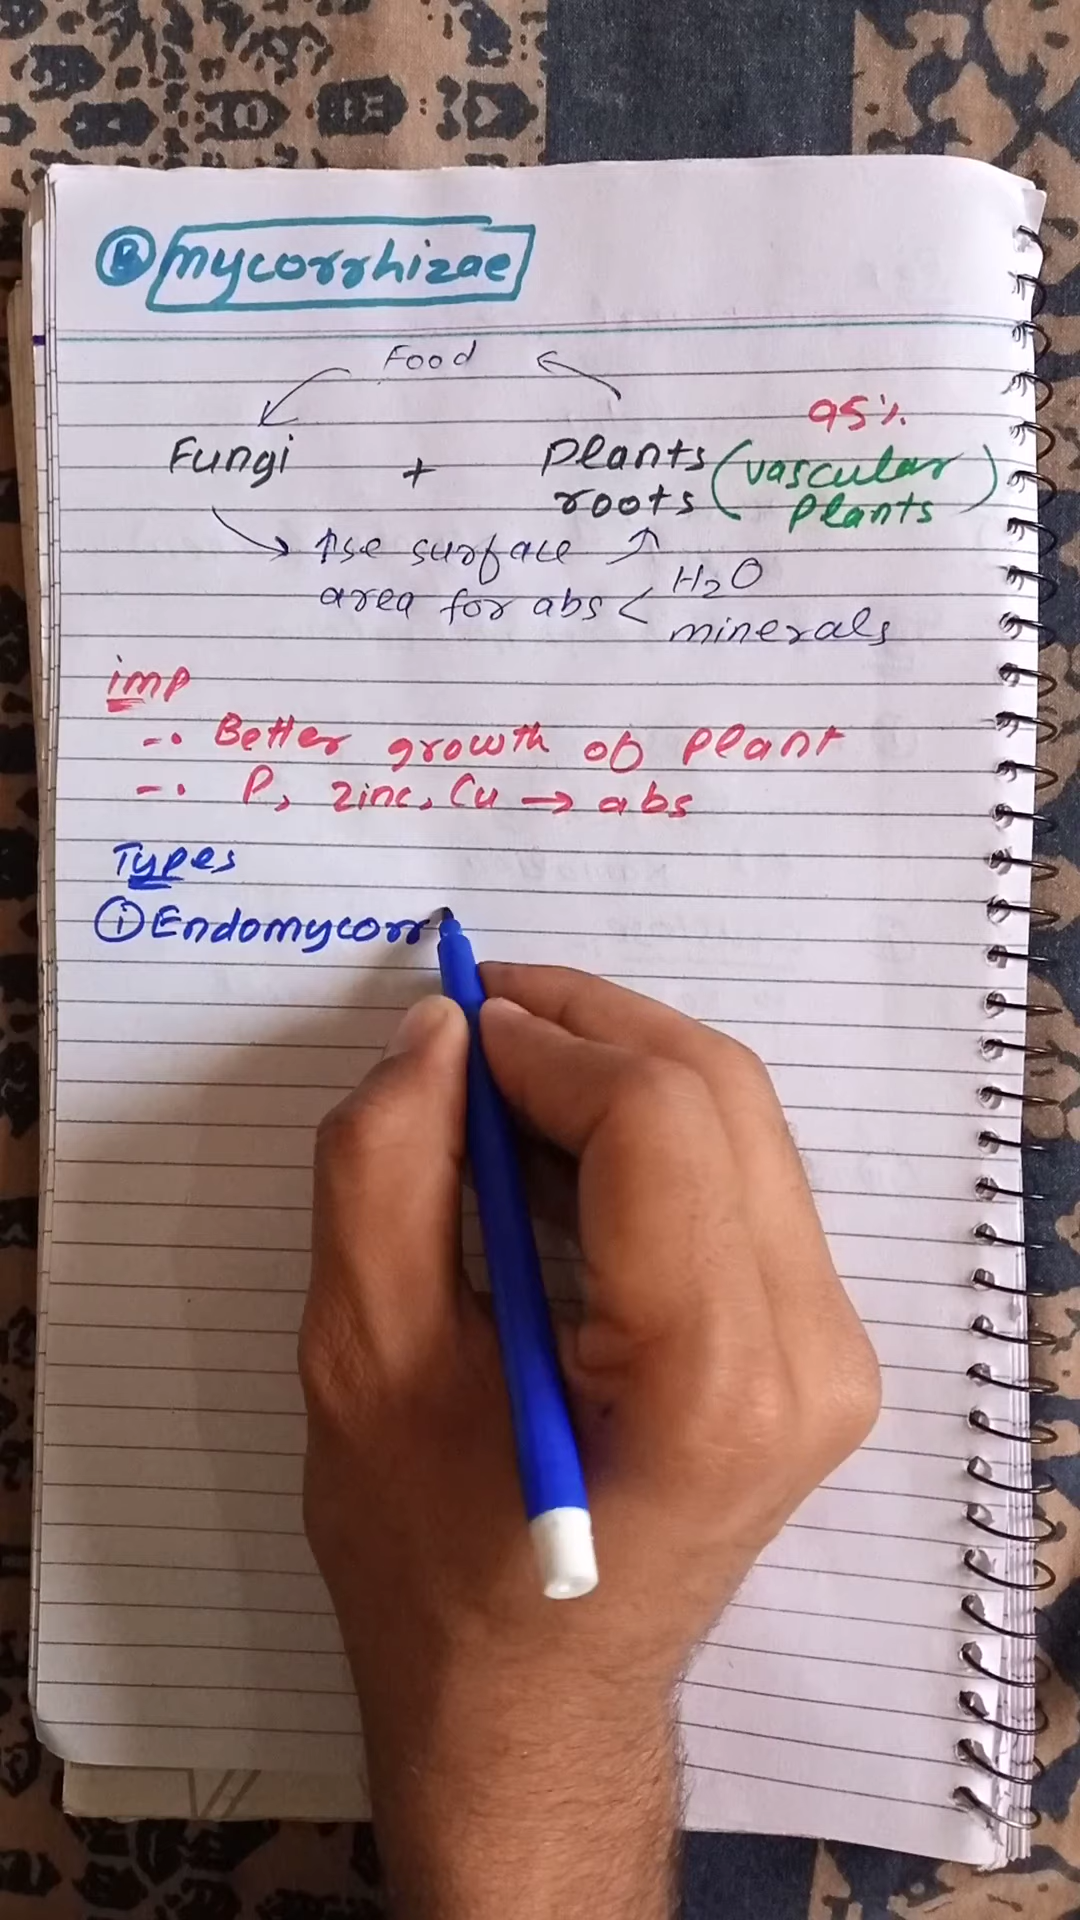 B mycorrhizae
Food
95%
Fungi + Plants (vascular
roots plants)
↑se surface
area for abs < H2O
minerals
imp
-• Better growth of plant
-• P, zinc, Cu → abs
Types
i Endomycorr